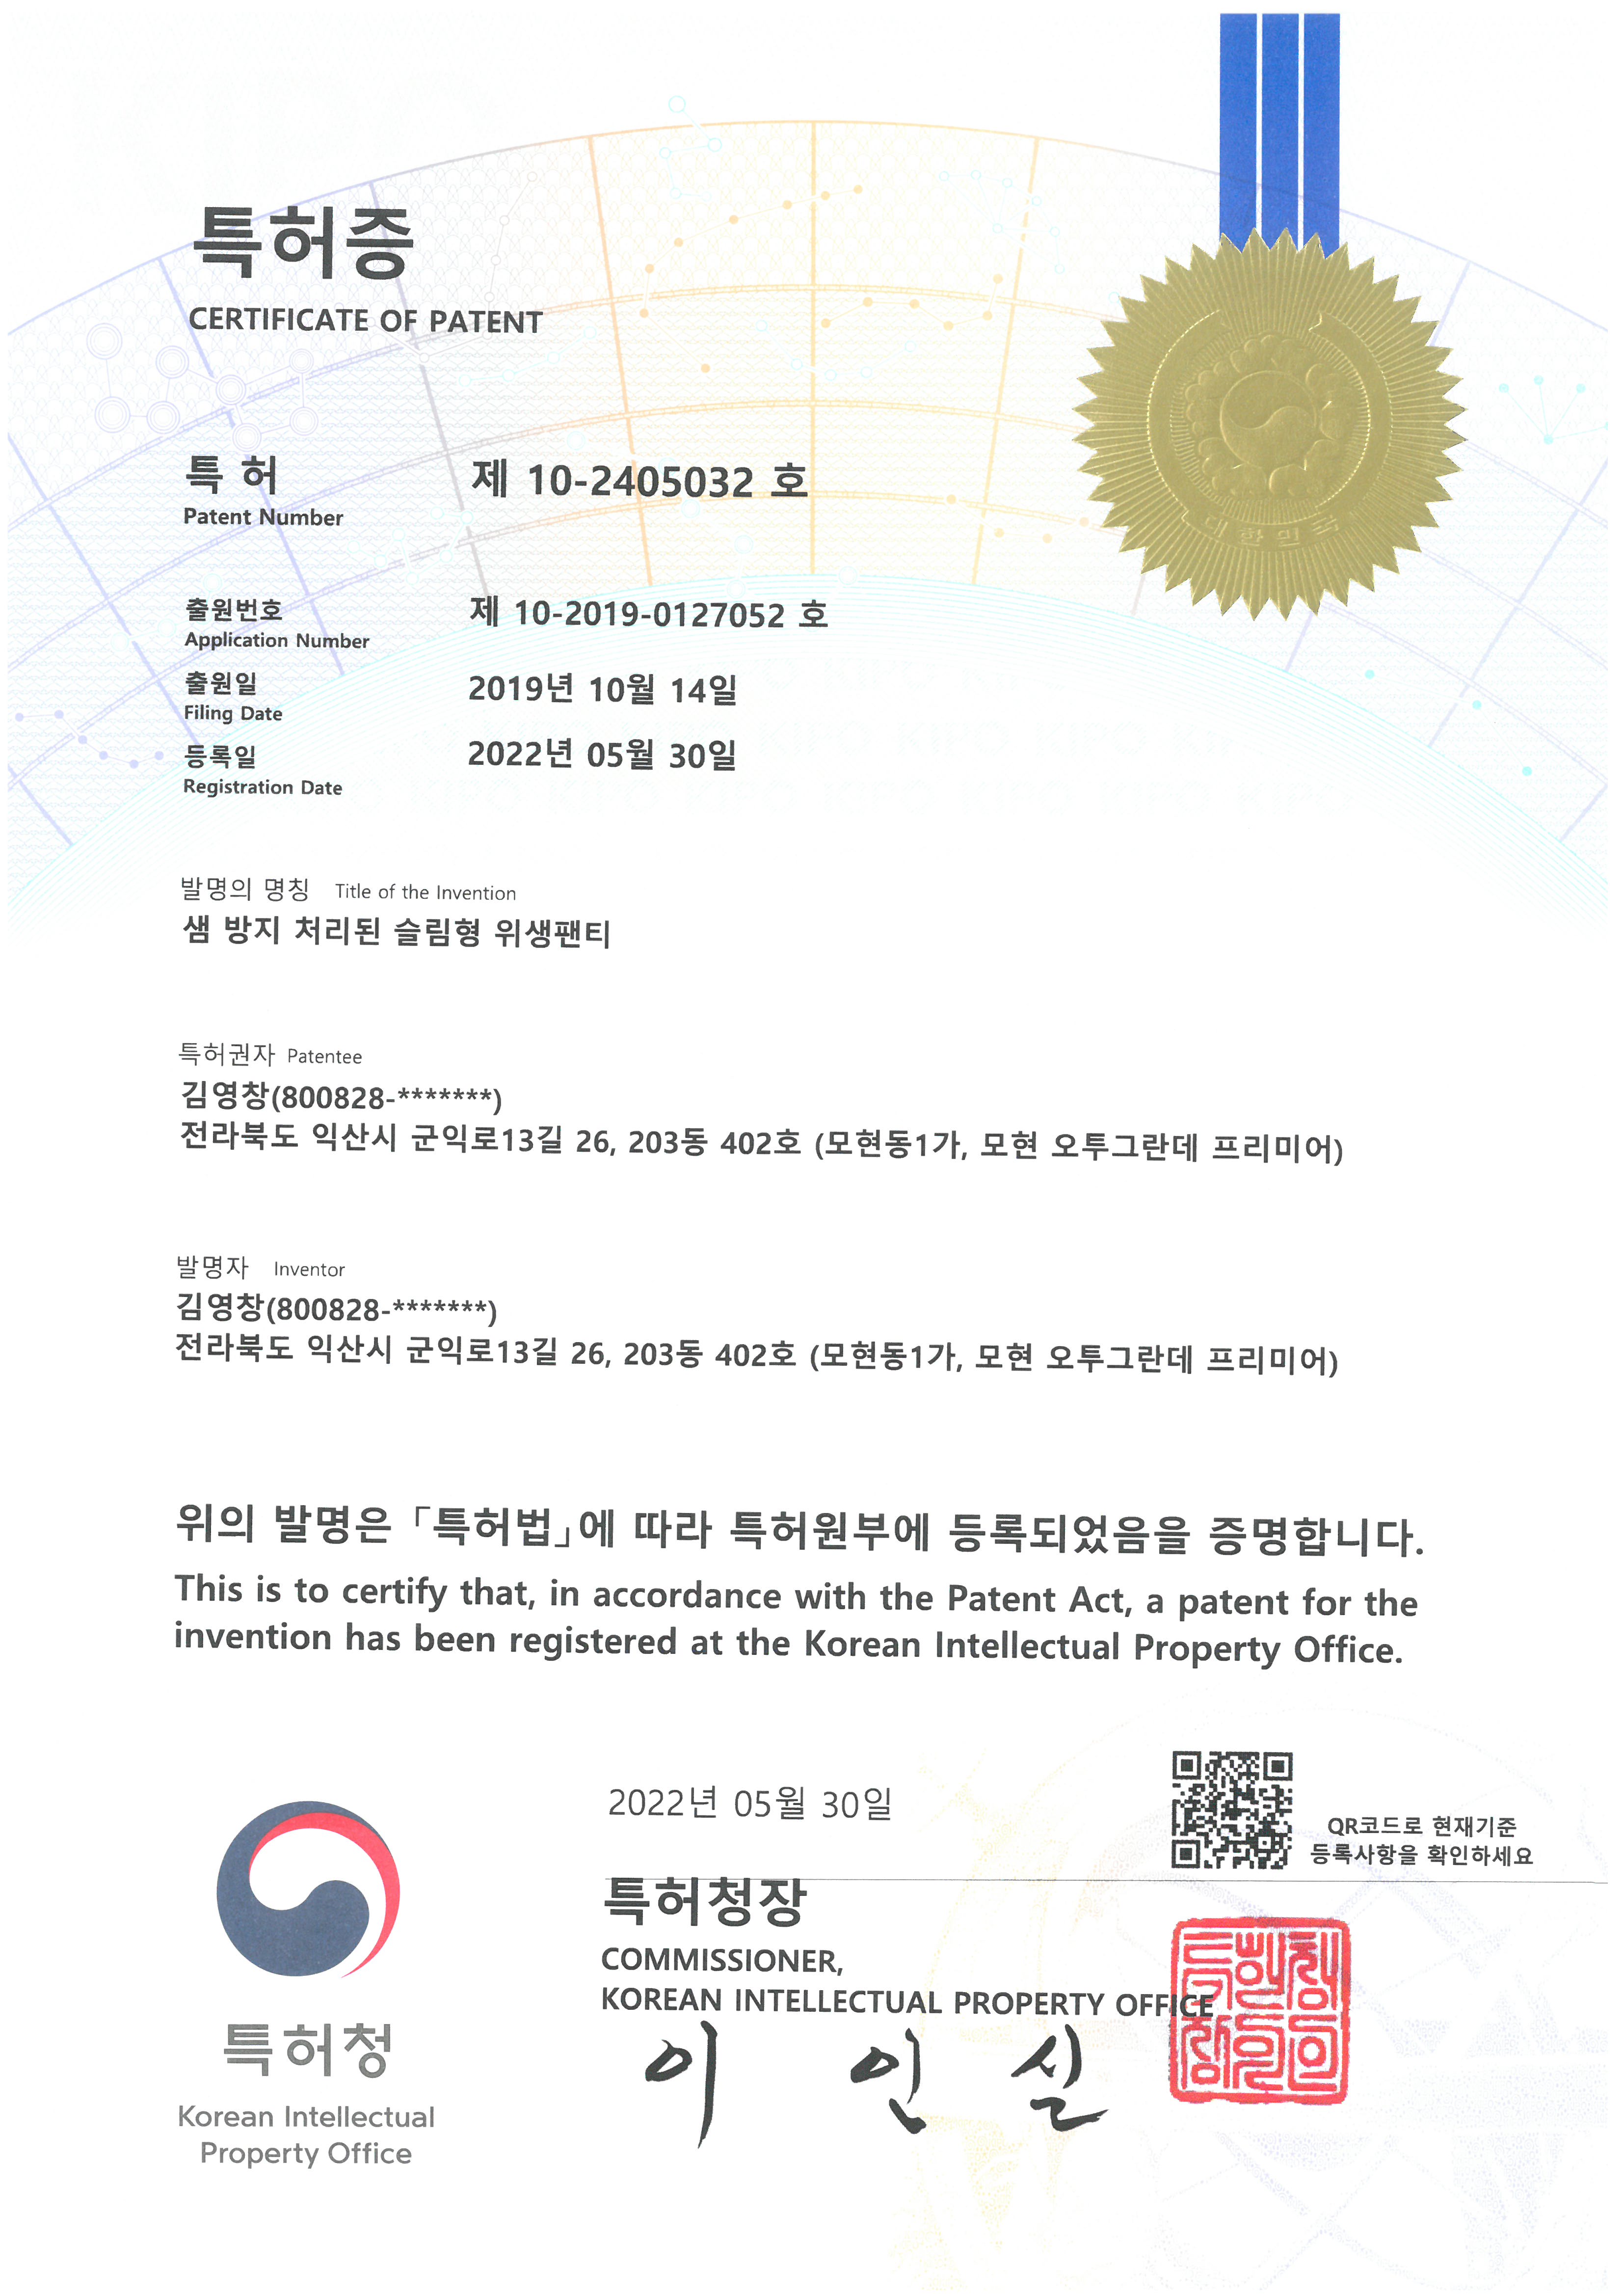 특허증
CERTIFICATE OF PATENT
특 허
Patent Number
제 10-2405032 호
출원번호
Application Number
제 10-2019-0127052 호
출원일
Filing Date
2019년 10월 14일
등록일
Registration Date
2022년 05월 30일
대한민국
발명의 명칭 Title of the Invention
샘 방지 처리된 슬림형 위생팬티
특허권자 Patentee
김영창(800828-*******)
전라북도 익산시 군익로13길 26, 203동 402호 (모현동1가, 모현 오투그란데 프리미어)
발명자 Inventor
김영창(800828-*******)
전라북도 익산시 군익로13길 26, 203동 402호 (모현동1가, 모현 오투그란데 프리미어)
위의 발명은 「특허법」에 따라 특허원부에 등록되었음을 증명합니다.
This is to certify that, in accordance with the Patent Act, a patent for the
invention has been registered at the Korean Intellectual Property Office.
2022년 05월 30일
QR코드로 현재기준
등록사항을 확인하세요
특허청장
COMMISSIONER,
KOREAN INTELLECTUAL PROPERTY OFFICE
이 인 실
특허청
Korean Intellectual
Property Office